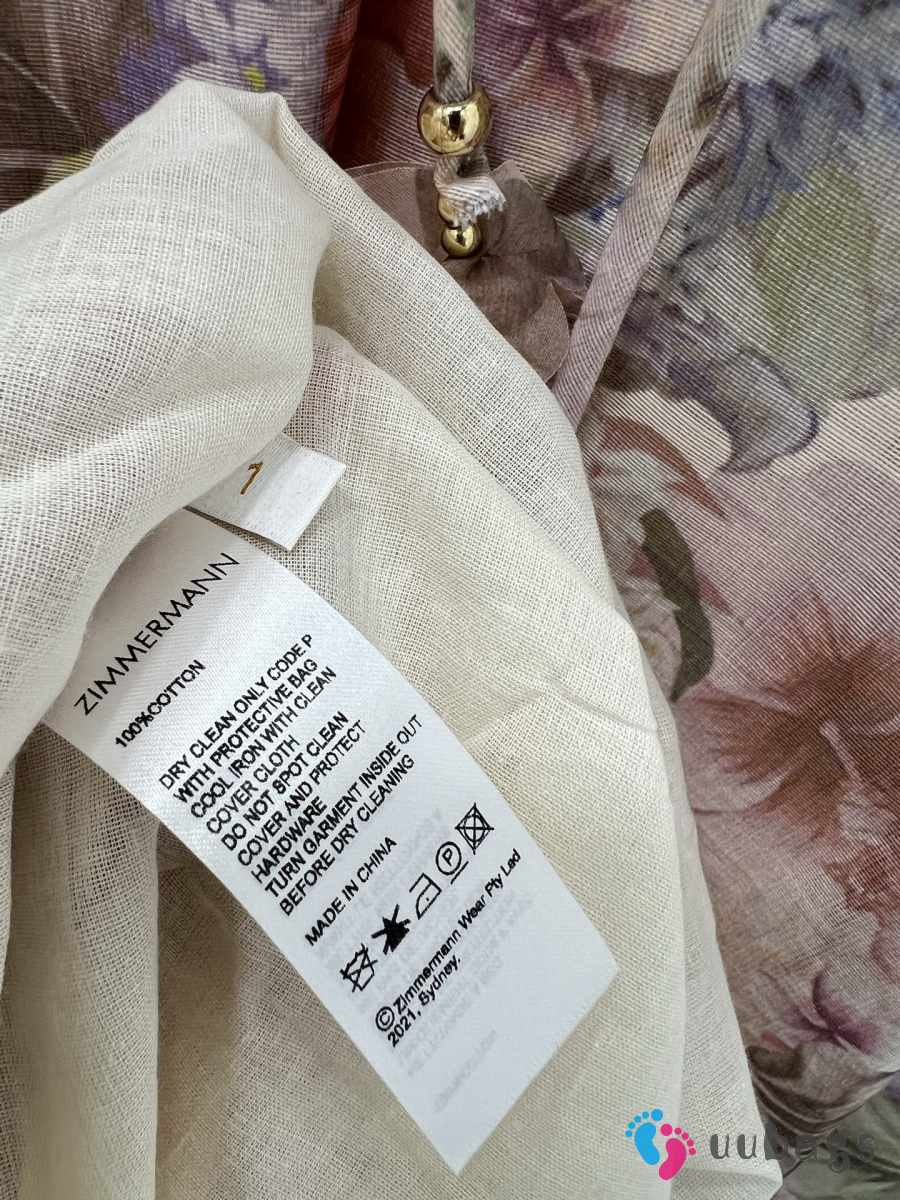 1
ZIMMERMANN
100%COTTON
DRY CLEAN ONLY CODE P
WITH PROTECTIVE BAG
COOL IRON WITH CLEAN
COVER CLOTH
DO NOT SPOT CLEAN
COVER AND PROTECT
HARDWARE
TURN GARMENT INSIDE OUT
BEFORE DRY CLEANING
MADE IN CHINA
P
© Zimmermann Wear Pty Lad
2021, Sydney.
uubags